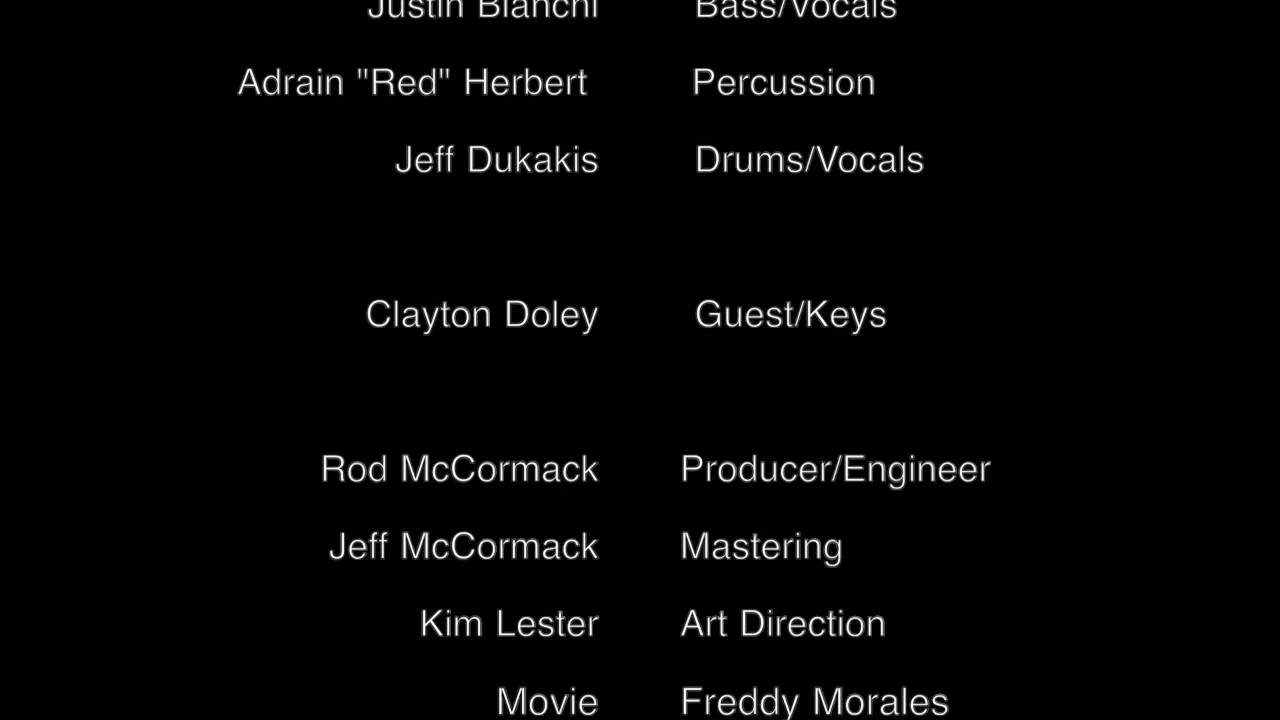 Justin Bianchi Bass/Vocals
Adrain "Red" Herbert Percussion
Jeff Dukakis Drums/Vocals
Clayton Doley Guest/Keys
Rod McCormack Producer/Engineer
Jeff McCormack Mastering
Kim Lester Art Direction
Movie Freddy Morales